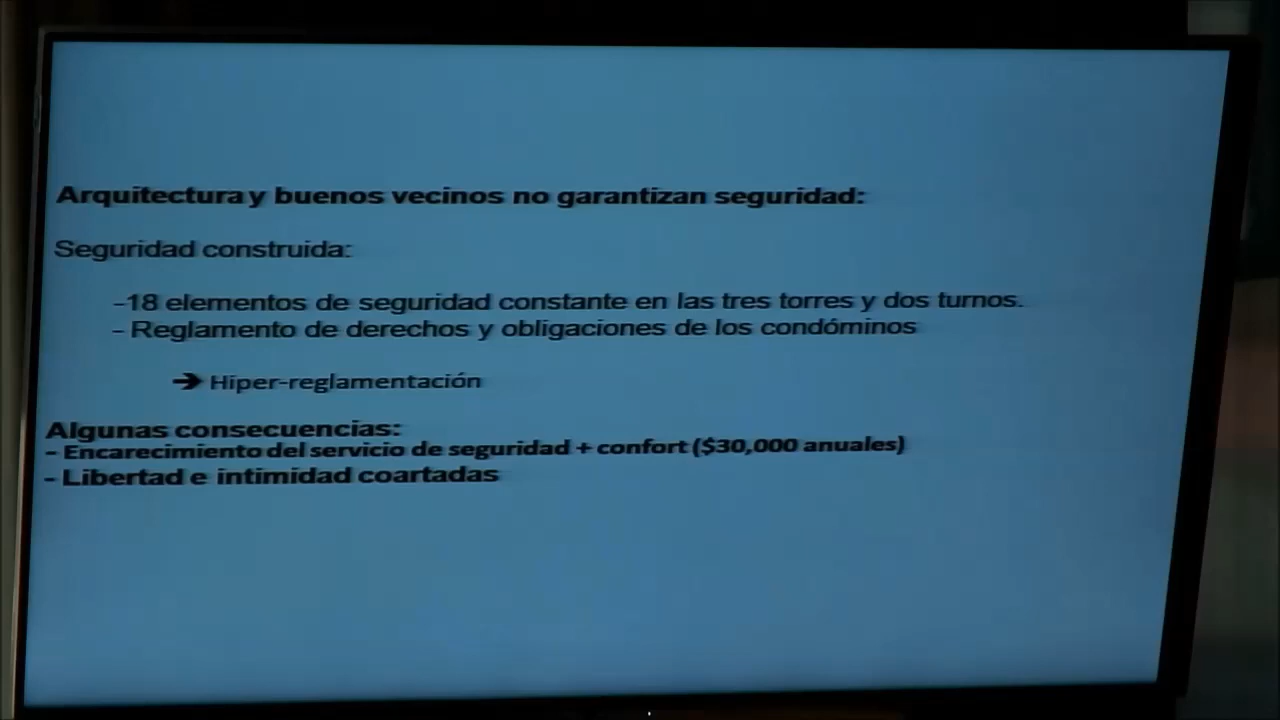 Arquitectura y buenos vecinos no garantizan seguridad:
Seguridad construida:
-18 elementos de seguridad constante en las tres torres y dos turnos.
- Reglamento de derechos y obligaciones de los condóminos
➔ Hiper-reglamentación
Algunas consecuencias:
- Encarecimiento del servicio de seguridad + confort ($30,000 anuales)
- Libertad e intimidad coartadas